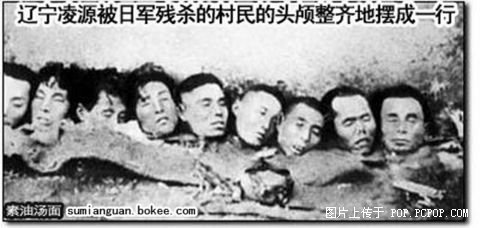 辽宁凌源被日军残杀的村民的头颅整齐地摆成一行
素油汤面 sumianguan.bokee.com
图片上传于 POP.PCPOP.com